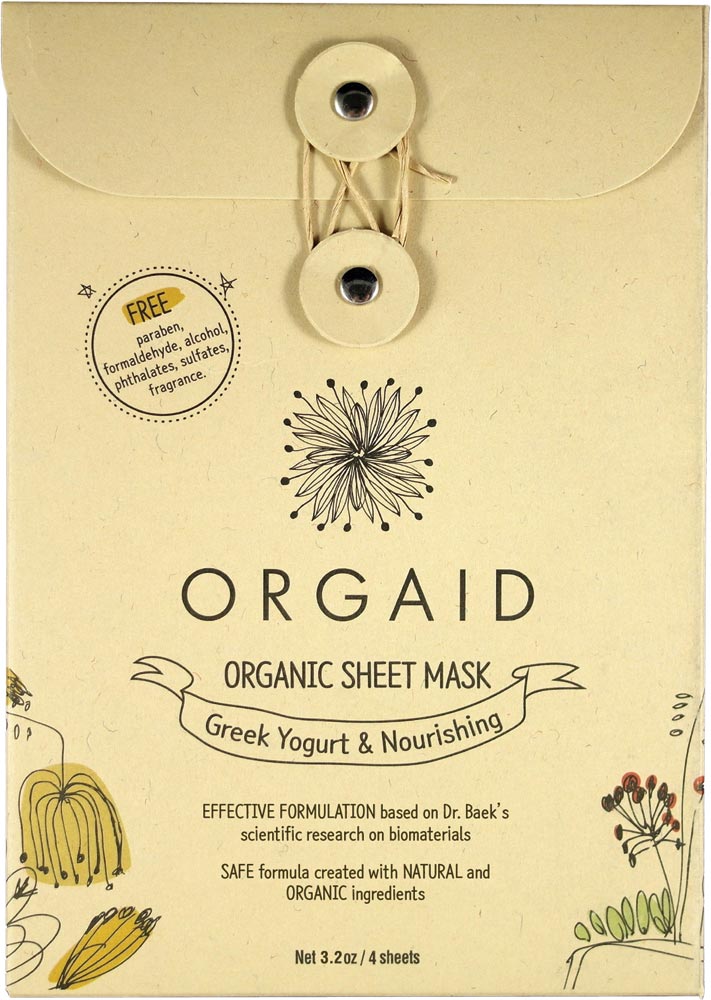 FREE
paraben,
formaldehyde, alcohol,
phthalates, sulfates,
fragrance.
ORGAID
ORGANIC SHEET MASK
Greek Yogurt & Nourishing
EFFECTIVE FORMULATION based on Dr. Baek's
scientific research on biomaterials
SAFE formula created with NATURAL and
ORGANIC ingredients
Net 3.2oz / 4 sheets